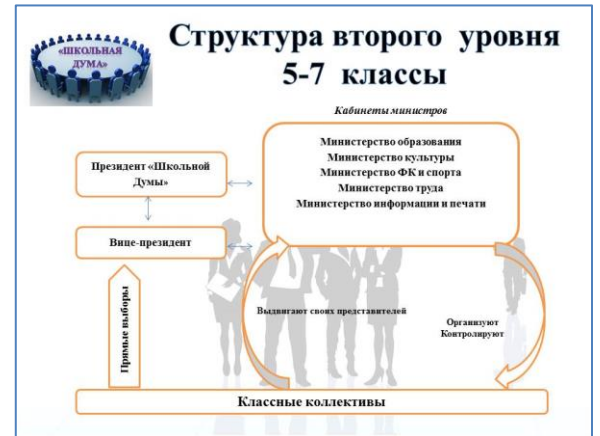 «ШКОЛЬНАЯ
ДУМА»
Структура второго уровня
5-7 классы
Кабинеты министров
Министерство образования
Министерство культуры
Министерство ФК и спорта
Министерство труда
Министерство информации и печати
Президент «Школьной
Думы»
Вице-президент
Прямые выборы
Выдвигают своих представителей
Организуют
Контролируют
Классные коллективы